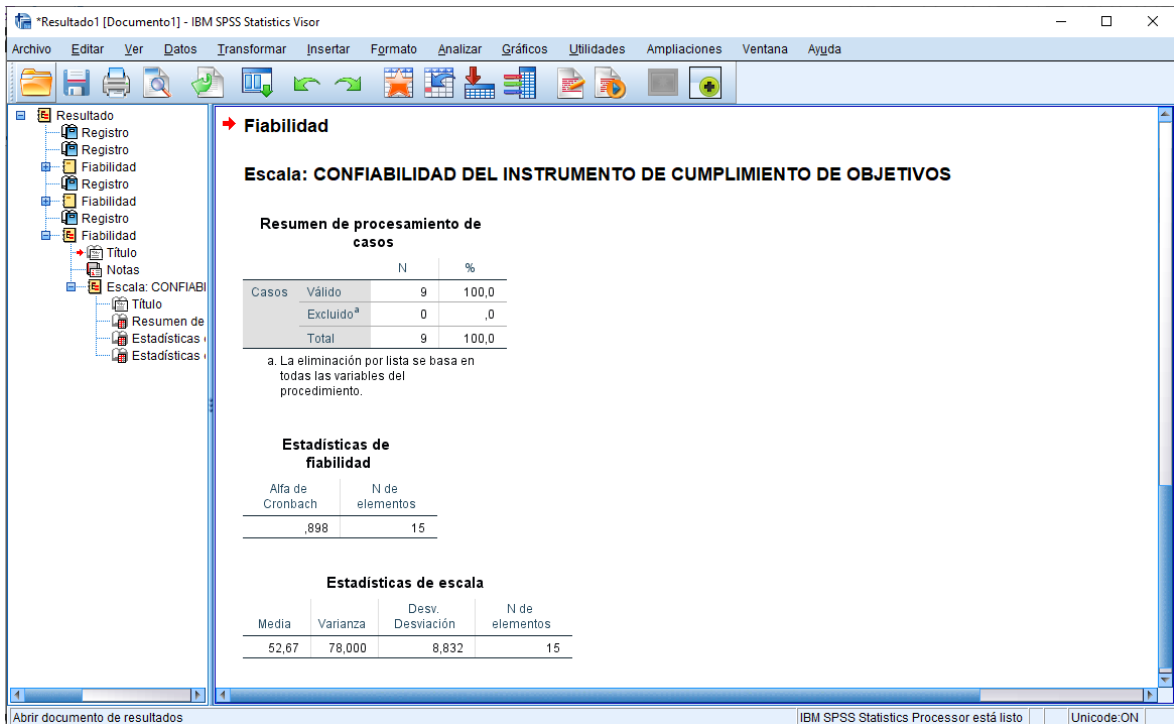 *Resultado1 [Documento1] - IBM SPSS Statistics Visor
Archivo Editar Ver Datos Transformar Insertar Formato Analizar Gráficos Utilidades Ampliaciones Ventana Ayuda
Resultado
Registro
Registro
Fiabilidad
Registro
Fiabilidad
Registro
Fiabilidad
Título
Notas
Escala: CONFIABI
Título
Resumen de
Estadísticas
Estadísticas
Fiabilidad
Escala: CONFIABILIDAD DEL INSTRUMENTO DE CUMPLIMIENTO DE OBJETIVOS
Resumen de procesamiento de
casos
N %
Casos Válido 9 100,0
Excluido^a 0 ,0
Total 9 100,0
a. La eliminación por lista se basa en
todas las variables del
procedimiento.
Estadísticas de
fiabilidad
Alfa de
Cronbach
N de
elementos
,898 15
Estadísticas de escala
Media Varianza Desv.
Desviación
N de
elementos
52,67 78,000 8,832 15
Abrir documento de resultados
IBM SPSS Statistics Processor está listo
Unicode:ON